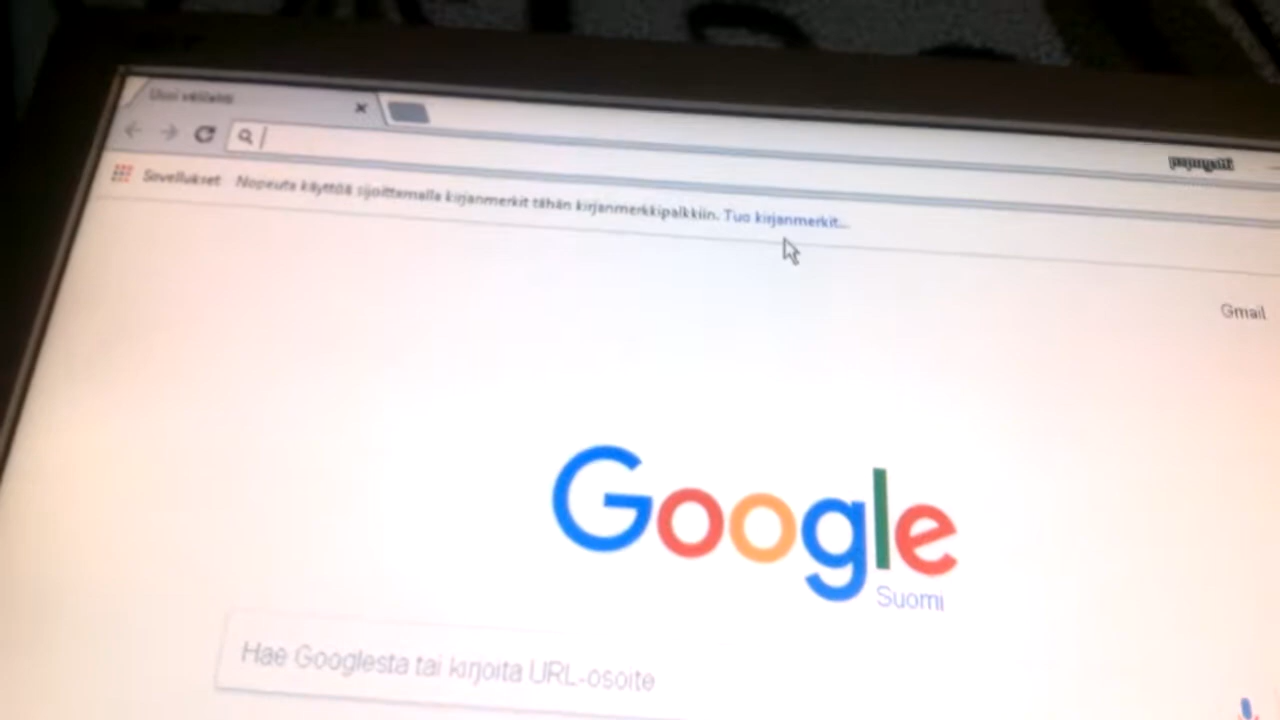 Uusi välilehti
Sovellukset Nopeuta käyttöä sijoittamalla kirjanmerkit tähän kirjanmerkkipalkkiin. Tuo kirjanmerkit...
Gmail
Google
Suomi
Hae Googlesta tai kirjoita URL-osoite